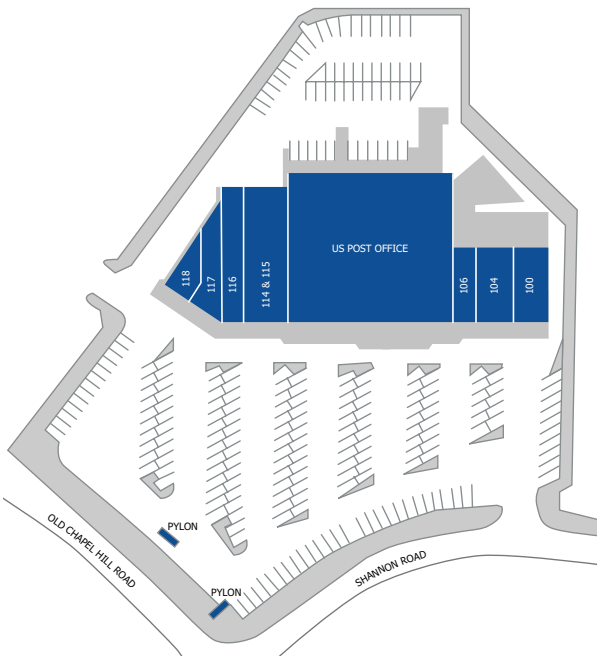 US POST OFFICE
118
117
116
114 & 115
106
104
100
PYLON
OLD CHAPEL HILL ROAD
SHANNON ROAD
PYLON